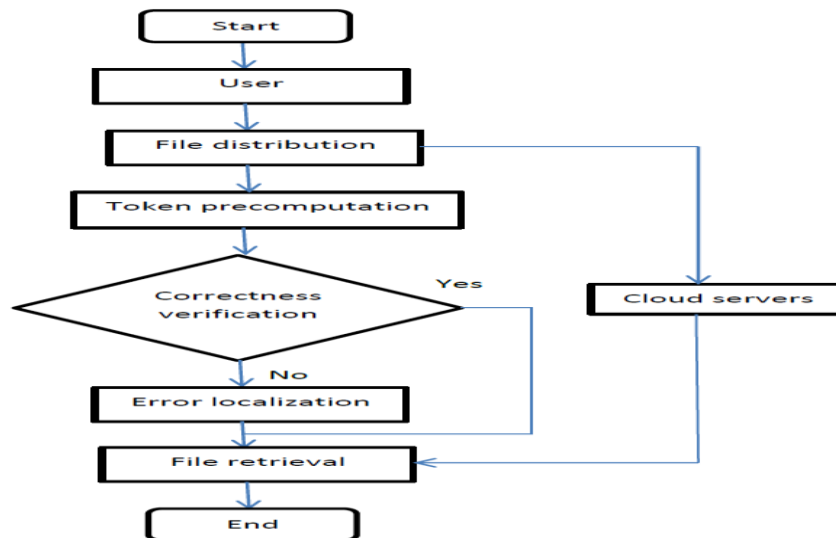 Start
User
File distribution
Token precomputation
Yes
Correctness
verification
Cloud servers
No
Error localization
File retrieval
End